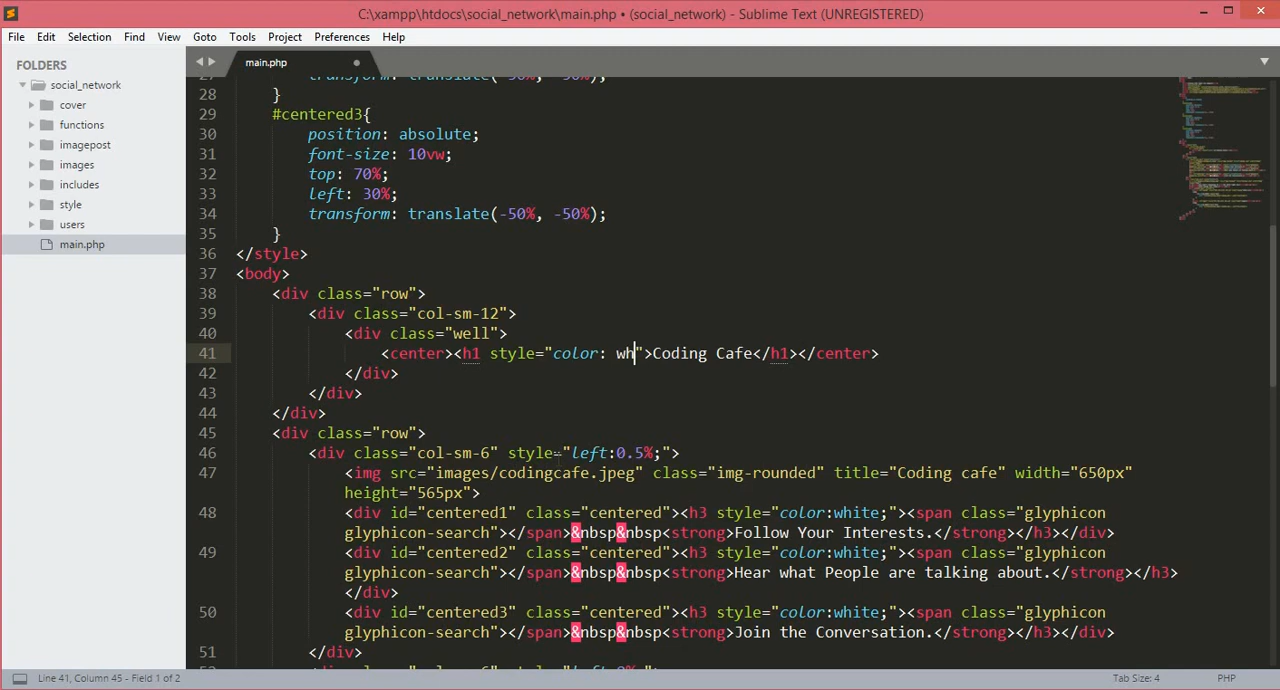 C:\xampp\htdocs\social_network\main.php • (social_network) - Sublime Text (UNREGISTERED)
File Edit Selection Find View Goto Tools Project Preferences Help
FOLDERS
social_network
cover
functions
imagepost
images
includes
style
users
main.php
main.php
27 transform: translate(-50%, -50%);
28 }
29 #centered3{
30 position: absolute;
31 font-size: 10vw;
32 top: 70%;
33 left: 30%;
34 transform: translate(-50%, -50%);
35 }
36 </style>
37 <body>
38 <div class="row">
39 <div class="col-sm-12">
40 <div class="well">
41 <center><h1 style="color: wh">Coding Cafe</h1></center>
42 </div>
43 </div>
44 </div>
45 <div class="row">
46 <div class="col-sm-6" style="left:0.5%;">
47 <img src="images/codingcafe.jpeg" class="img-rounded" title="Coding cafe" width="650px"
height="565px">
48 <div id="centered1" class="centered"><h3 style="color:white;"><span class="glyphicon
glyphicon-search"></span>&nbsp&nbsp<strong>Follow Your Interests.</strong></h3></div>
49 <div id="centered2" class="centered"><h3 style="color:white;"><span class="glyphicon
glyphicon-search"></span>&nbsp&nbsp<strong>Hear what People are talking about.</strong></h3>
</div>
50 <div id="centered3" class="centered"><h3 style="color:white;"><span class="glyphicon
glyphicon-search"></span>&nbsp&nbsp<strong>Join the Conversation.</strong></h3></div>
51 </div>
Line 41, Column 45 - Field 1 of 2
Tab Size: 4
PHP